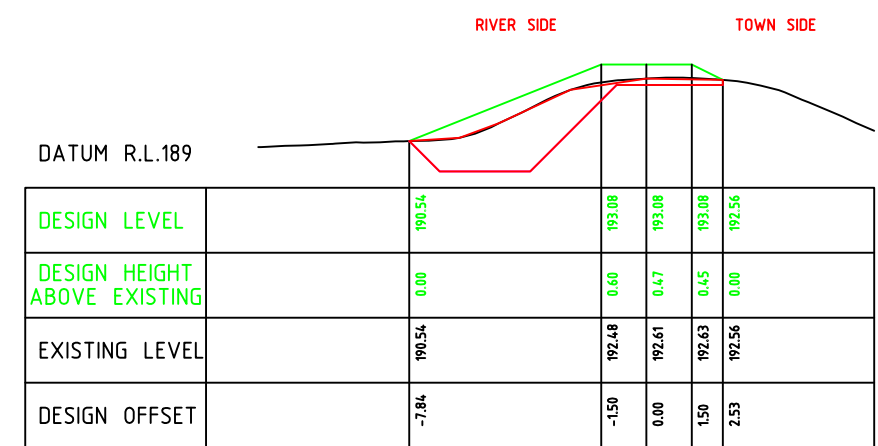 RIVER SIDE
TOWN SIDE
DATUM R.L.189
DESIGN LEVEL
190.54
193.08
193.08
193.08
192.56
DESIGN HEIGHT
ABOVE EXISTING
0.00
0.60
0.47
0.45
0.00
EXISTING LEVEL
190.54
192.48
192.61
192.63
192.56
DESIGN OFFSET
-7.84
-1.50
0.00
1.50
2.53